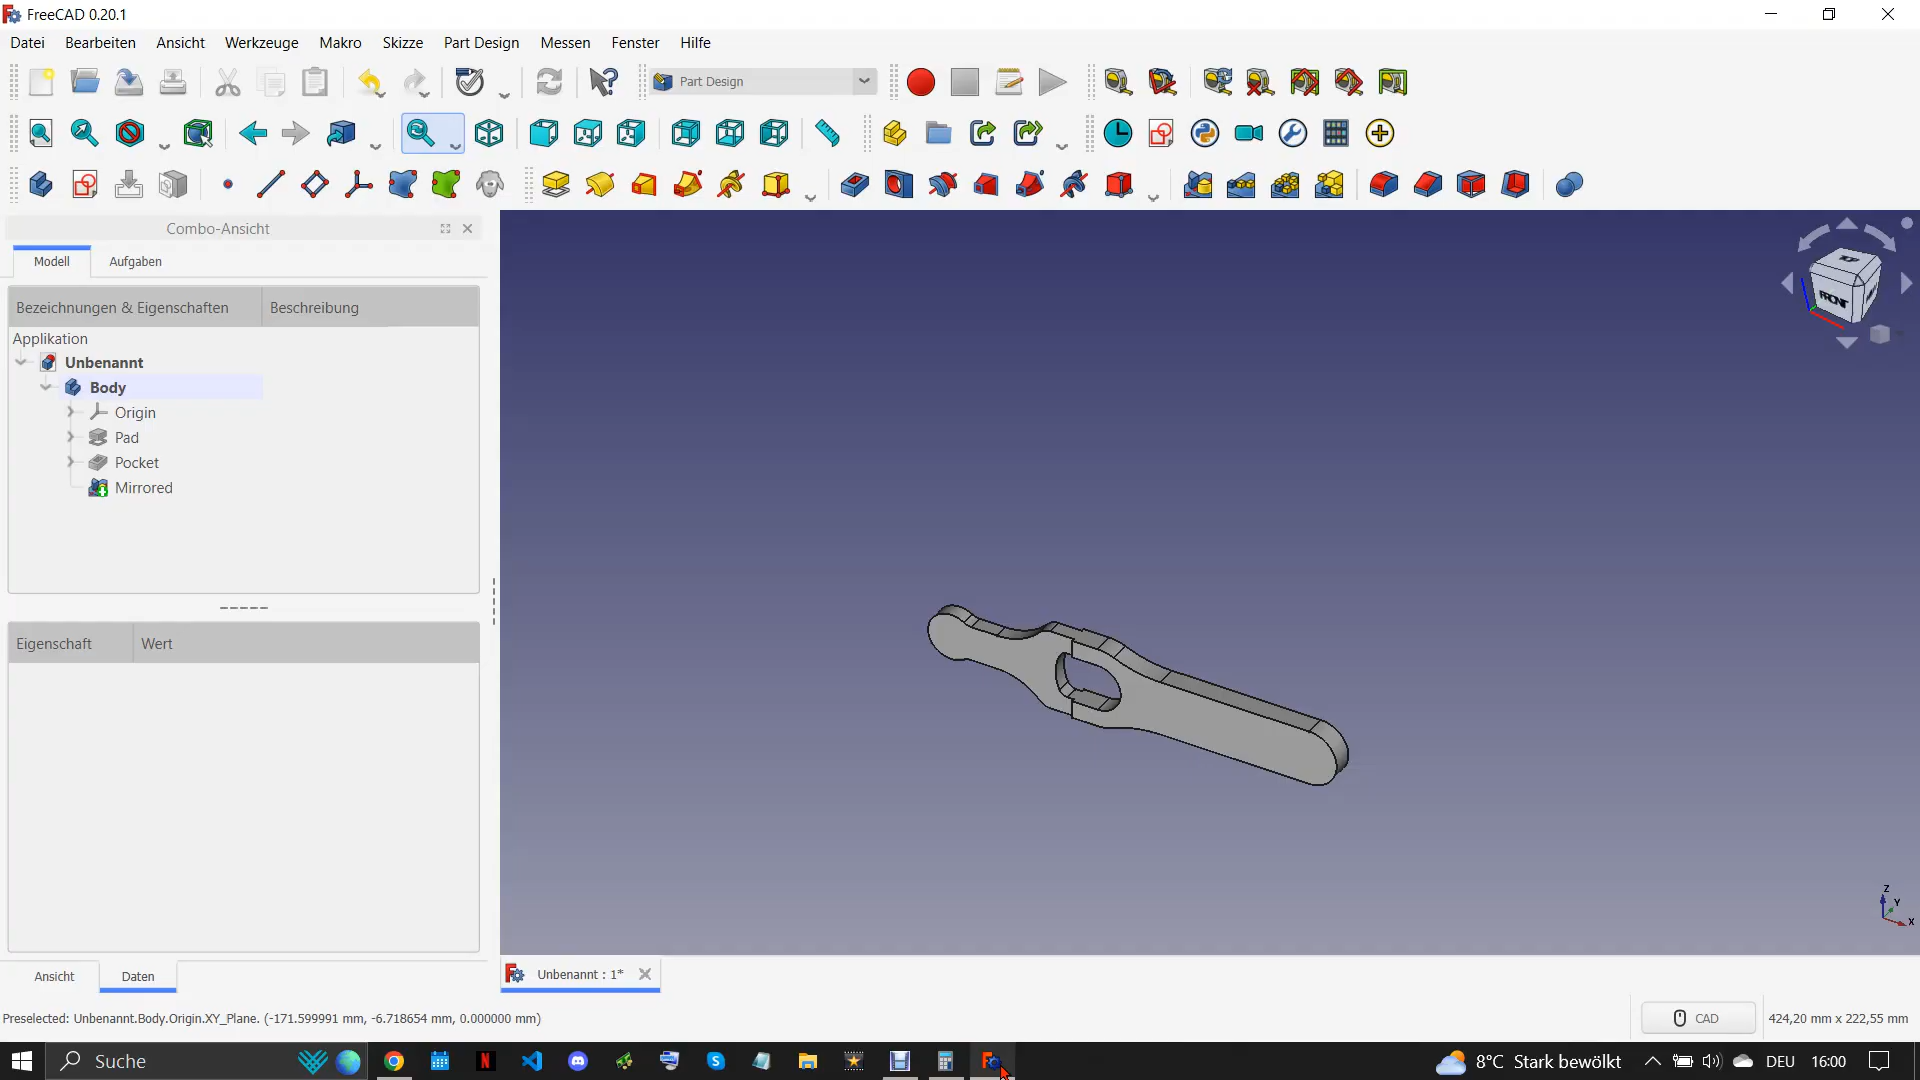 FreeCAD 0.20.1
Datei Bearbeiten Ansicht Werkzeuge Makro Skizze Part Design Messen Fenster Hilfe
Part Design
Combo-Ansicht
Modell Aufgaben
Bezeichnungen & Eigenschaften Beschreibung
Applikation
Unbenannt
Body
Origin
Pad
Pocket
Mirrored
Eigenschaft Wert
TOP
FRONT
Z
Y
X
Ansicht Daten
Unbenannt : 1*
Preselected: Unbenannt.Body.Origin.XY_Plane. (-171.599991 mm, -6.718654 mm, 0.000000 mm)
CAD
424,20 mm x 222,55 mm
Suche
8°C Stark bewölkt
DEU
16:00